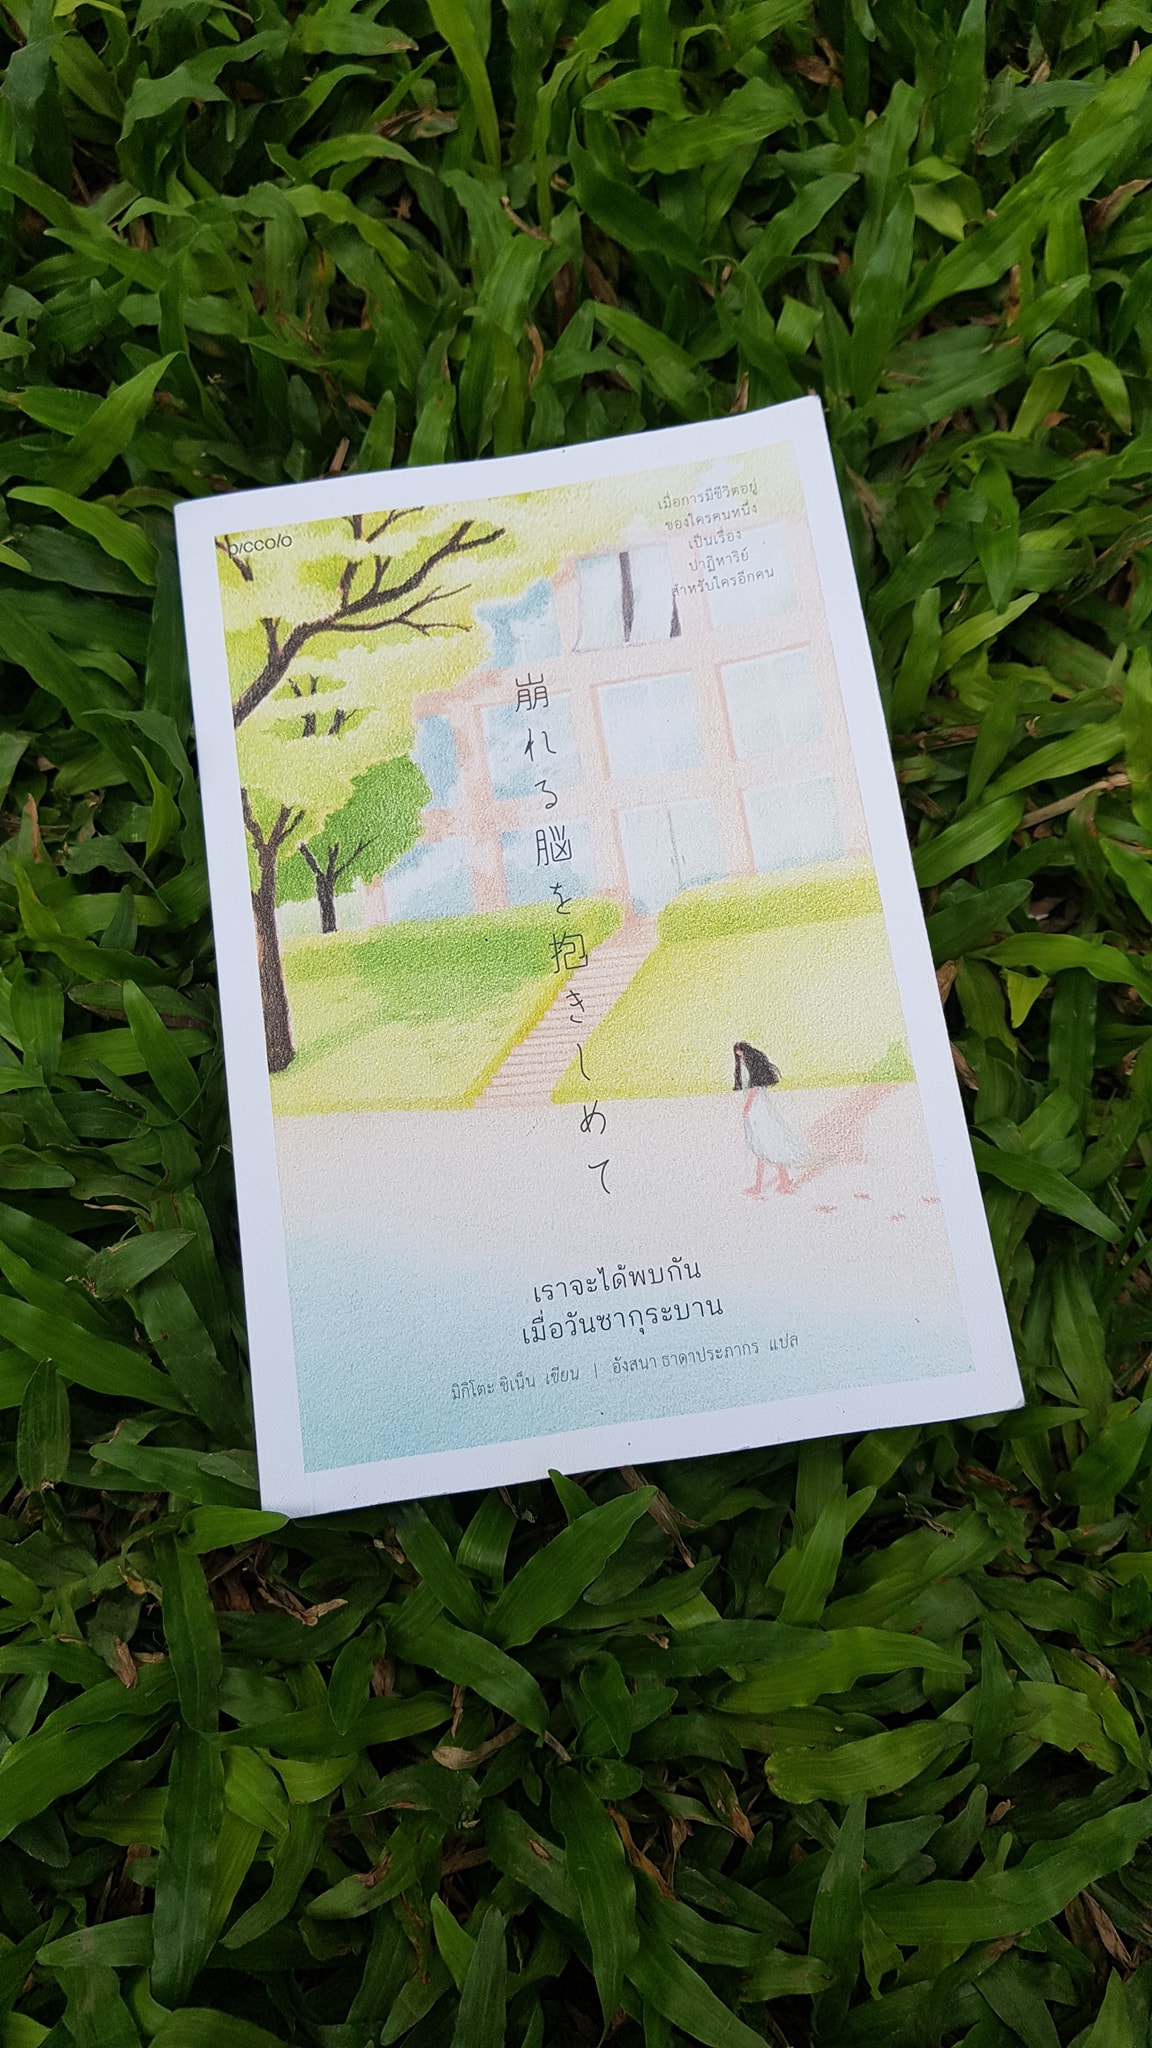 piccolo
เมื่อการมีชีวิตอยู่
ของใครคนหนึ่ง
เป็นเรื่อง
ปาฏิหาริย์
สำหรับใครอีกคน
崩れる脳を抱きしめて
เราจะได้พบกัน
เมื่อวันซากุระบาน
มิกิโตะ ชิเน็น เขียน | อังสนา ธาดาประภากร แปล